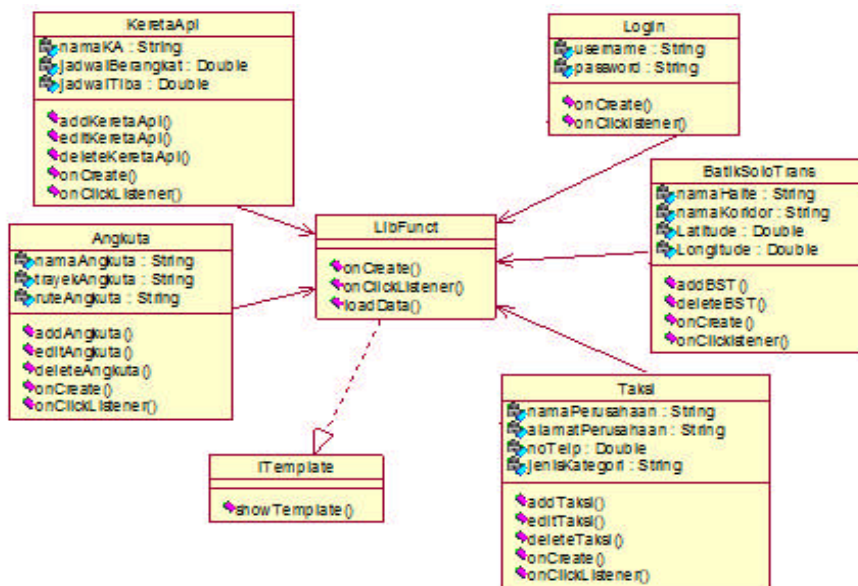 KeretaApi
namaKA : String
jadwalBerangkat : Double
jadwalTiba : Double
addKeretaApi()
editKeretaApi()
deleteKeretaApi()
onCreate()
onClickListener()
Login
username : String
password : String
onCreate()
onClicklistener()
BatikSoloTrans
namaHalte : String
namaKoridor : String
Latitude : Double
Longitude : Double
addBST()
deleteBST()
onCreate()
onClicklistener()
LibFunct
onCreate()
onClickListener()
loadData()
Angkuta
namaAngkuta : String
trayekAngkuta : String
ruteAngkuta : String
addAngkuta()
editAngkuta()
deleteAngkuta()
onCreate()
onClickListener()
Taksi
namaPerusahaan : String
alamatPerusahaan : String
noTelp : Double
jenisKategori : String
addTaksi()
editTaksi()
deleteTaksi()
onCreate()
onClickListener()
ITemplate
showTemplate()